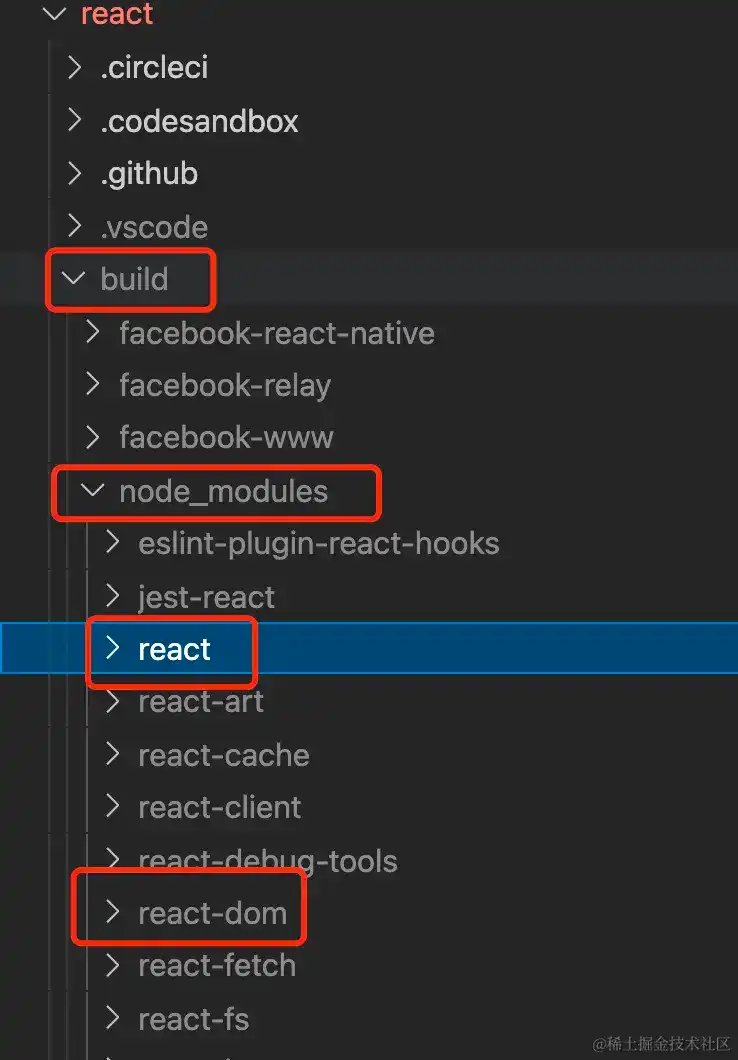 react
.circleci
.codesandbox
.github
.vscode
build
facebook-react-native
facebook-relay
facebook-www
node_modules
eslint-plugin-react-hooks
jest-react
react
react-art
react-cache
react-client
react-debug-tools
react-dom
react-fetch
react-fs
@稀土掘金技术社区